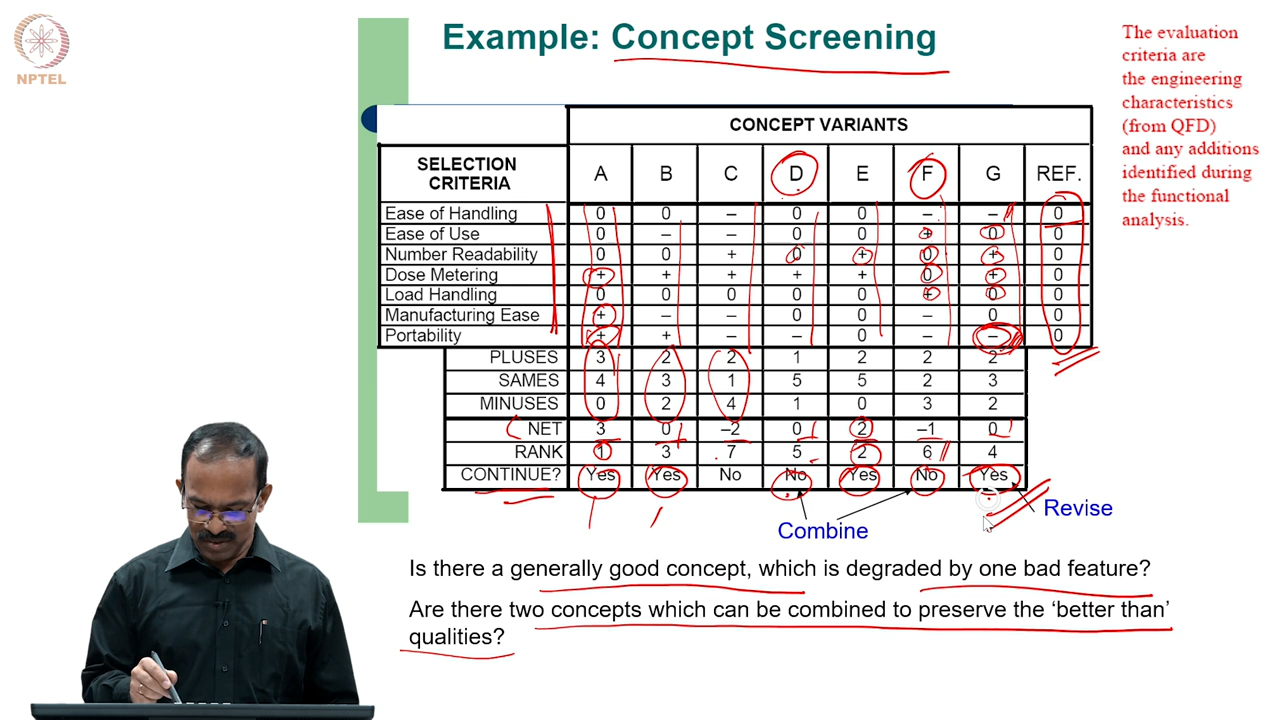 NPTEL
Example: Concept Screening
The evaluation
criteria are
the engineering
characteristics
(from QFD)
and any additions
identified during
the functional
analysis.
CONCEPT VARIANTS
SELECTION CRITERIA A B C D E F G REF.
Ease of Handling 0 0 – 0 0 – – 0
Ease of Use 0 – – 0 0 + 0 0
Number Readability 0 0 + 0 + 0 + 0
Dose Metering + + + + + 0 + 0
Load Handling 0 0 0 0 0 + 0 0
Manufacturing Ease + – – 0 0 – 0 0
Portability + + – – 0 – – 0
PLUSES 3 2 2 1 2 2 2
SAMES 4 3 1 5 5 2 3
MINUSES 0 2 4 1 0 3 2
NET 3 0 –2 0 2 –1 0
RANK 1 3 7 5 2 6 4
CONTINUE? Yes Yes No No Yes No Yes
Combine
Revise
Is there a generally good concept, which is degraded by one bad feature?
Are there two concepts which can be combined to preserve the ‘better than’
qualities?